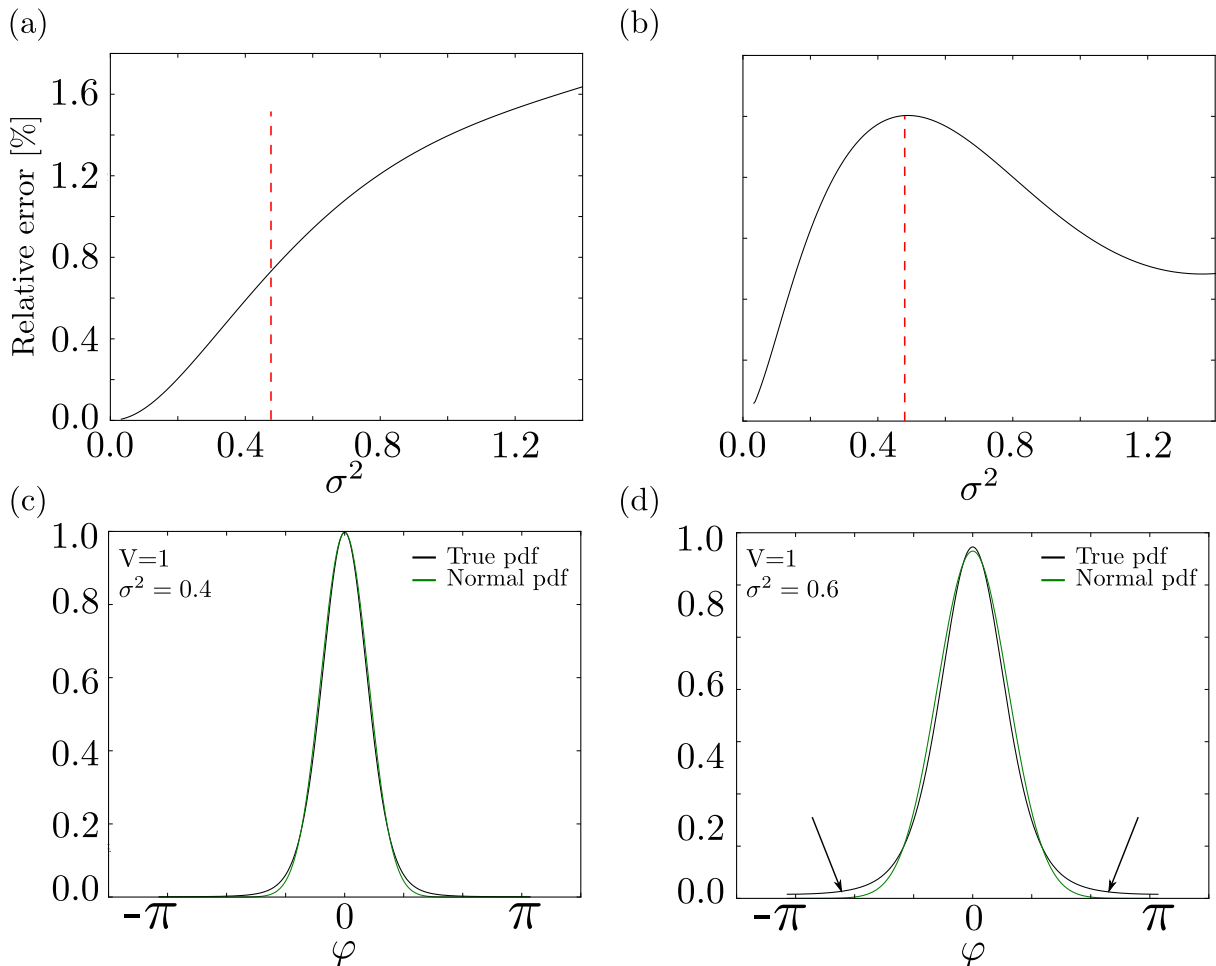 (a)
(b)
Relative error [%]
1.6
1.2
0.8
0.4
0.0
0.0 0.4 0.8 1.2
σ²
0.0 0.4 0.8 1.2
σ²
(c)
(d)
1.0
0.8
0.6
0.4
0.2
0.0
V=1
σ² = 0.4
True pdf
Normal pdf
-π 0 π
φ
1.0
0.8
0.6
0.4
0.2
0.0
V=1
σ² = 0.6
True pdf
Normal pdf
-π 0 π
φ